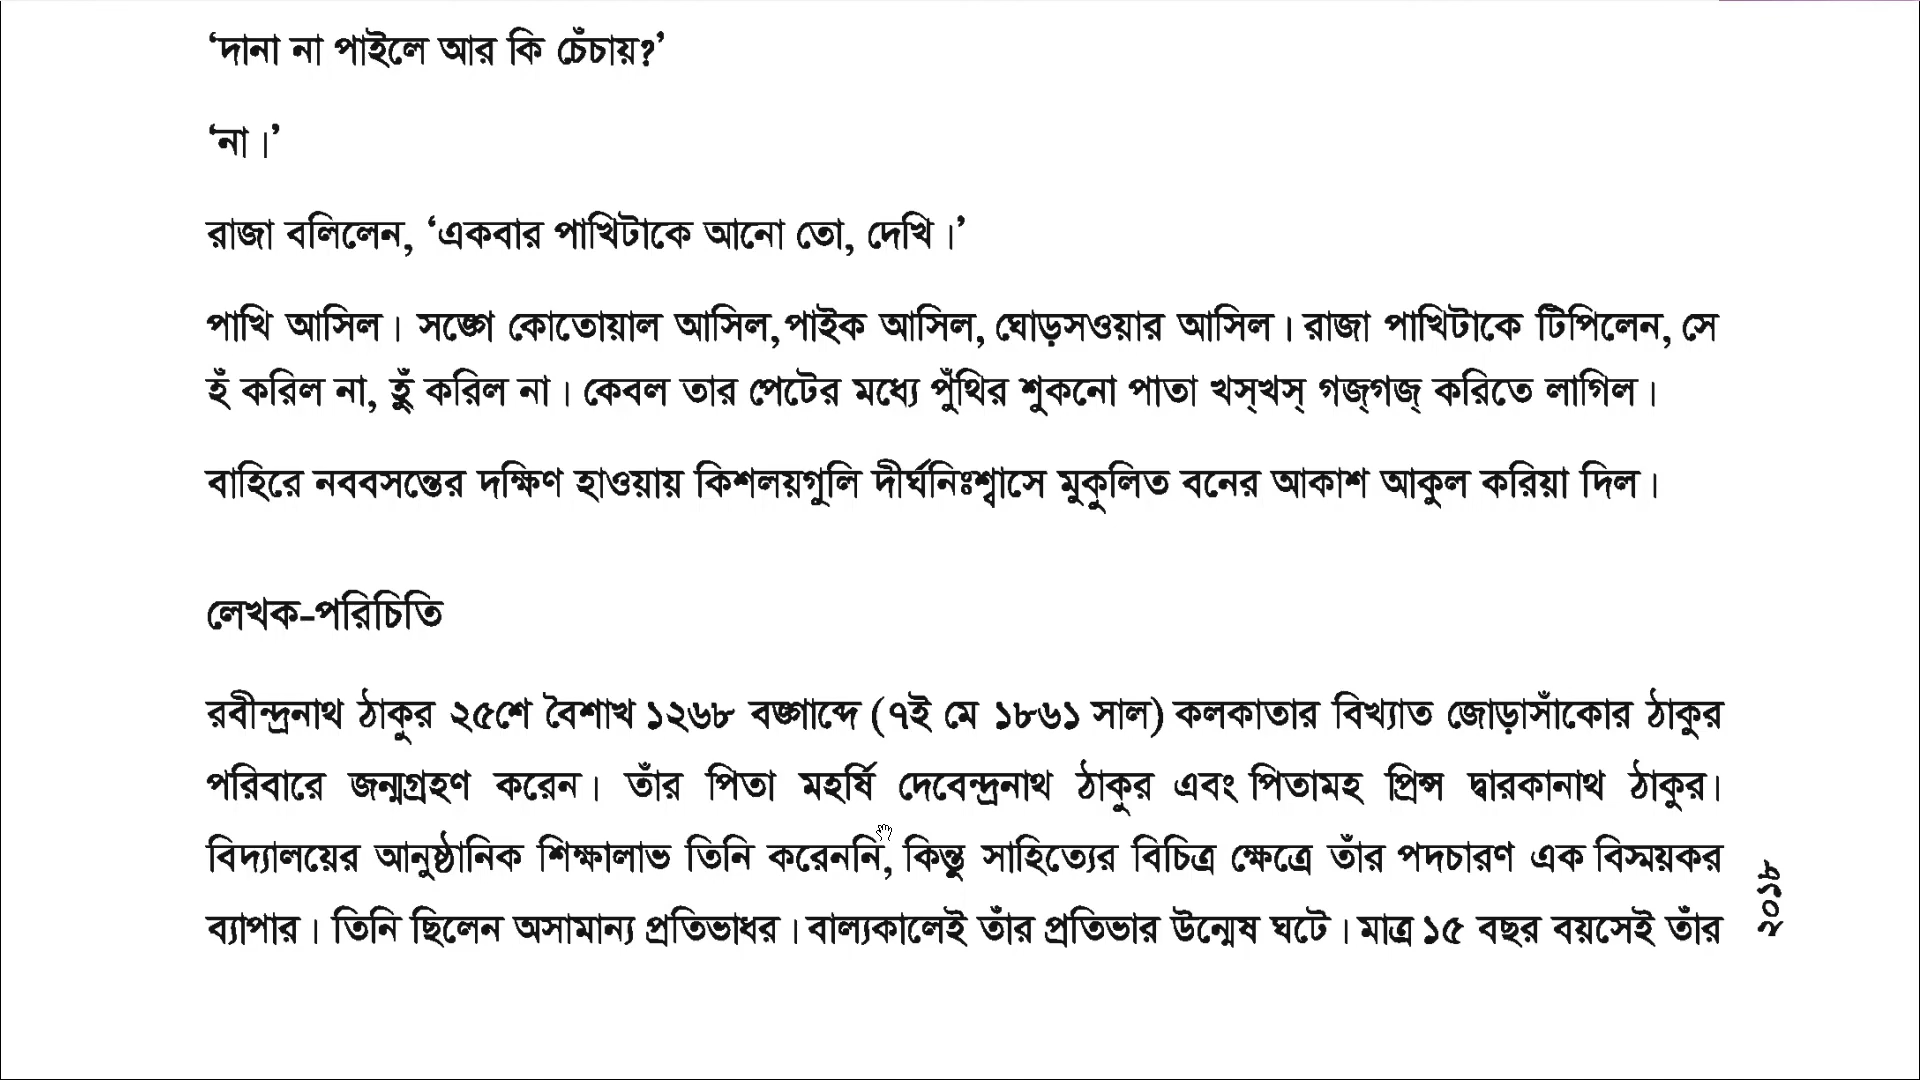 ‘দানা না পাইলে আর কি চেঁচায়?’
‘না।’
রাজা বলিলেন, ‘একবার পাখিটাকে আনো তো, দেখি।’
পাখি আসিল। সঙ্গে কোতোয়াল আসিল,পাইক আসিল, ঘোড়সওয়ার আসিল। রাজা পাখিটাকে টিপিলেন, সে
হঁ করিল না, হুঁ করিল না। কেবল তার পেটের মধ্যে পুঁথির শুকনো পাতা খস্‌খস্‌ গজ্‌গজ্‌ করিতে লাগিল।
বাহিরে নববসন্তের দক্ষিণ হাওয়ায় কিশলয়গুলি দীর্ঘনিঃশ্বাসে মুকুলিত বনের আকাশ আকুল করিয়া দিল।
লেখক-পরিচিতি
রবীন্দ্রনাথ ঠাকুর ২৫শে বৈশাখ ১২৬৮ বঙ্গাব্দে (৭ই মে ১৮৬১ সাল) কলকাতার বিখ্যাত জোড়াসাঁকোর ঠাকুর
পরিবারে জন্মগ্রহণ করেন। তাঁর পিতা মহর্ষি দেবেন্দ্রনাথ ঠাকুর এবং পিতামহ প্রিন্স দ্বারকানাথ ঠাকুর।
বিদ্যালয়ের আনুষ্ঠানিক শিক্ষালাভ তিনি করেননি, কিন্তু সাহিত্যের বিচিত্র ক্ষেত্রে তাঁর পদচারণ এক বিস্ময়কর
ব্যাপার। তিনি ছিলেন অসামান্য প্রতিভাধর। বাল্যকালেই তাঁর প্রতিভার উন্মেষ ঘটে। মাত্র ১৫ বছর বয়সেই তাঁর
২০১৮